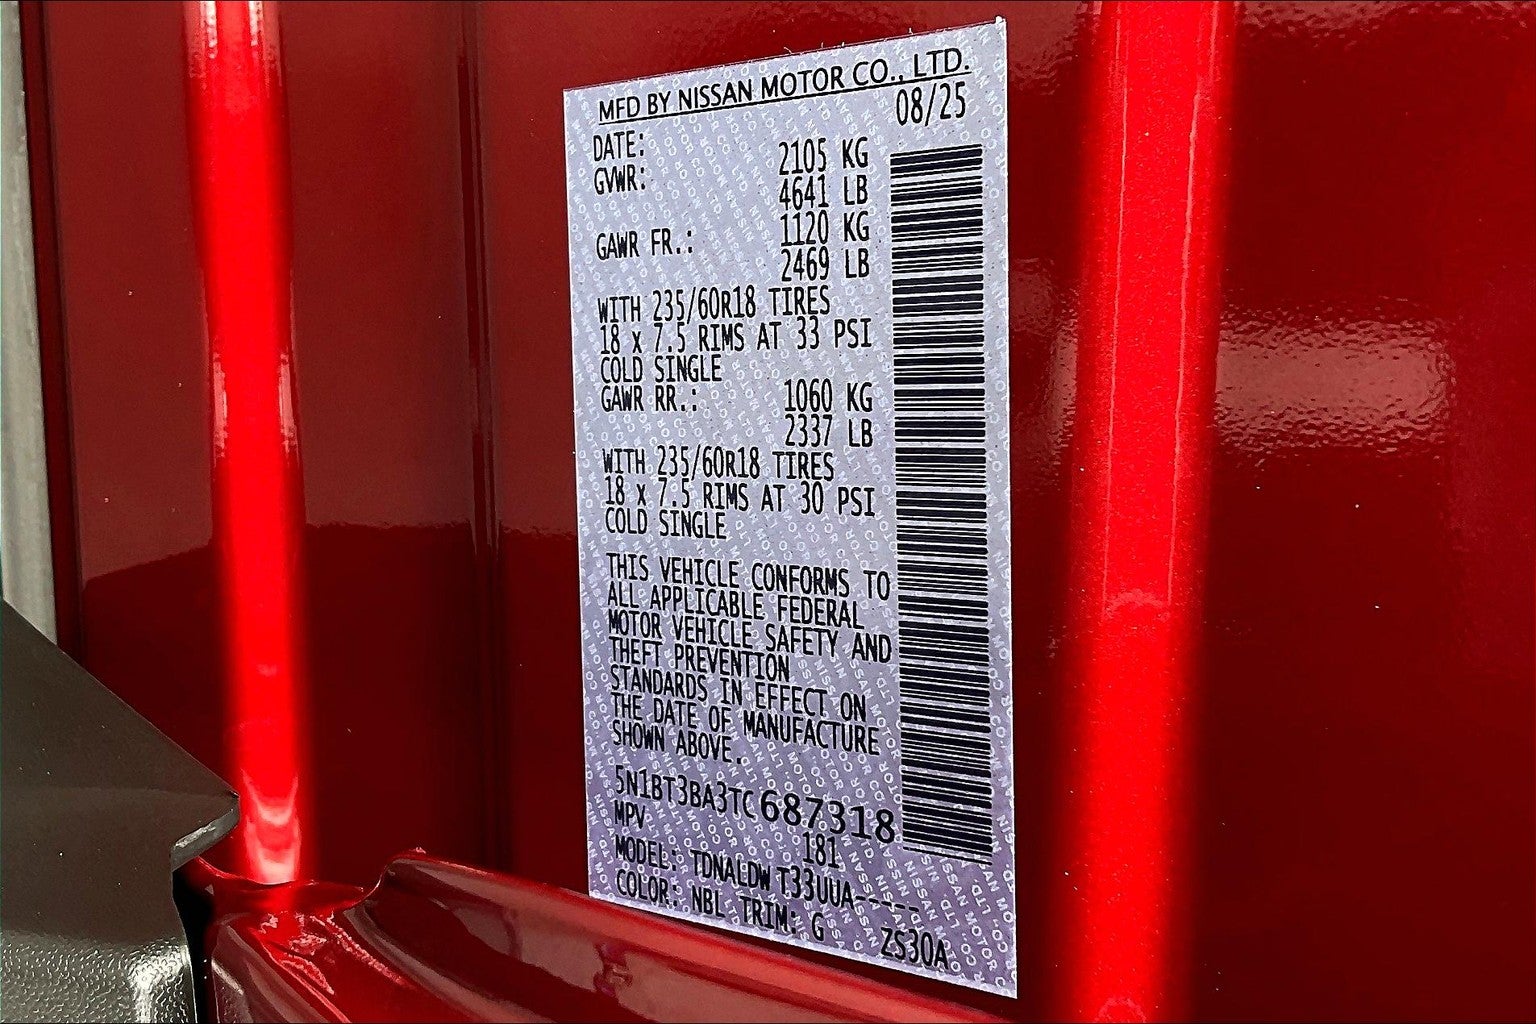 MFD BY NISSAN MOTOR CO., LTD.
DATE: 08/25
GVWR: 2105 KG
4641 LB
GAWR FR.: 1120 KG
2469 LB
WITH 235/60R18 TIRES
18 x 7.5 RIMS AT 33 PSI
COLD SINGLE
GAWR RR.: 1060 KG
2337 LB
WITH 235/60R18 TIRES
18 x 7.5 RIMS AT 30 PSI
COLD SINGLE
THIS VEHICLE CONFORMS TO
ALL APPLICABLE FEDERAL
MOTOR VEHICLE SAFETY AND
THEFT PREVENTION
STANDARDS IN EFFECT ON
THE DATE OF MANUFACTURE
SHOWN ABOVE.
5N1BT3BA3TC687318
MPV 181
MODEL: TDNALDW T33UUA-----
COLOR: NBL TRIM: G ZS30A